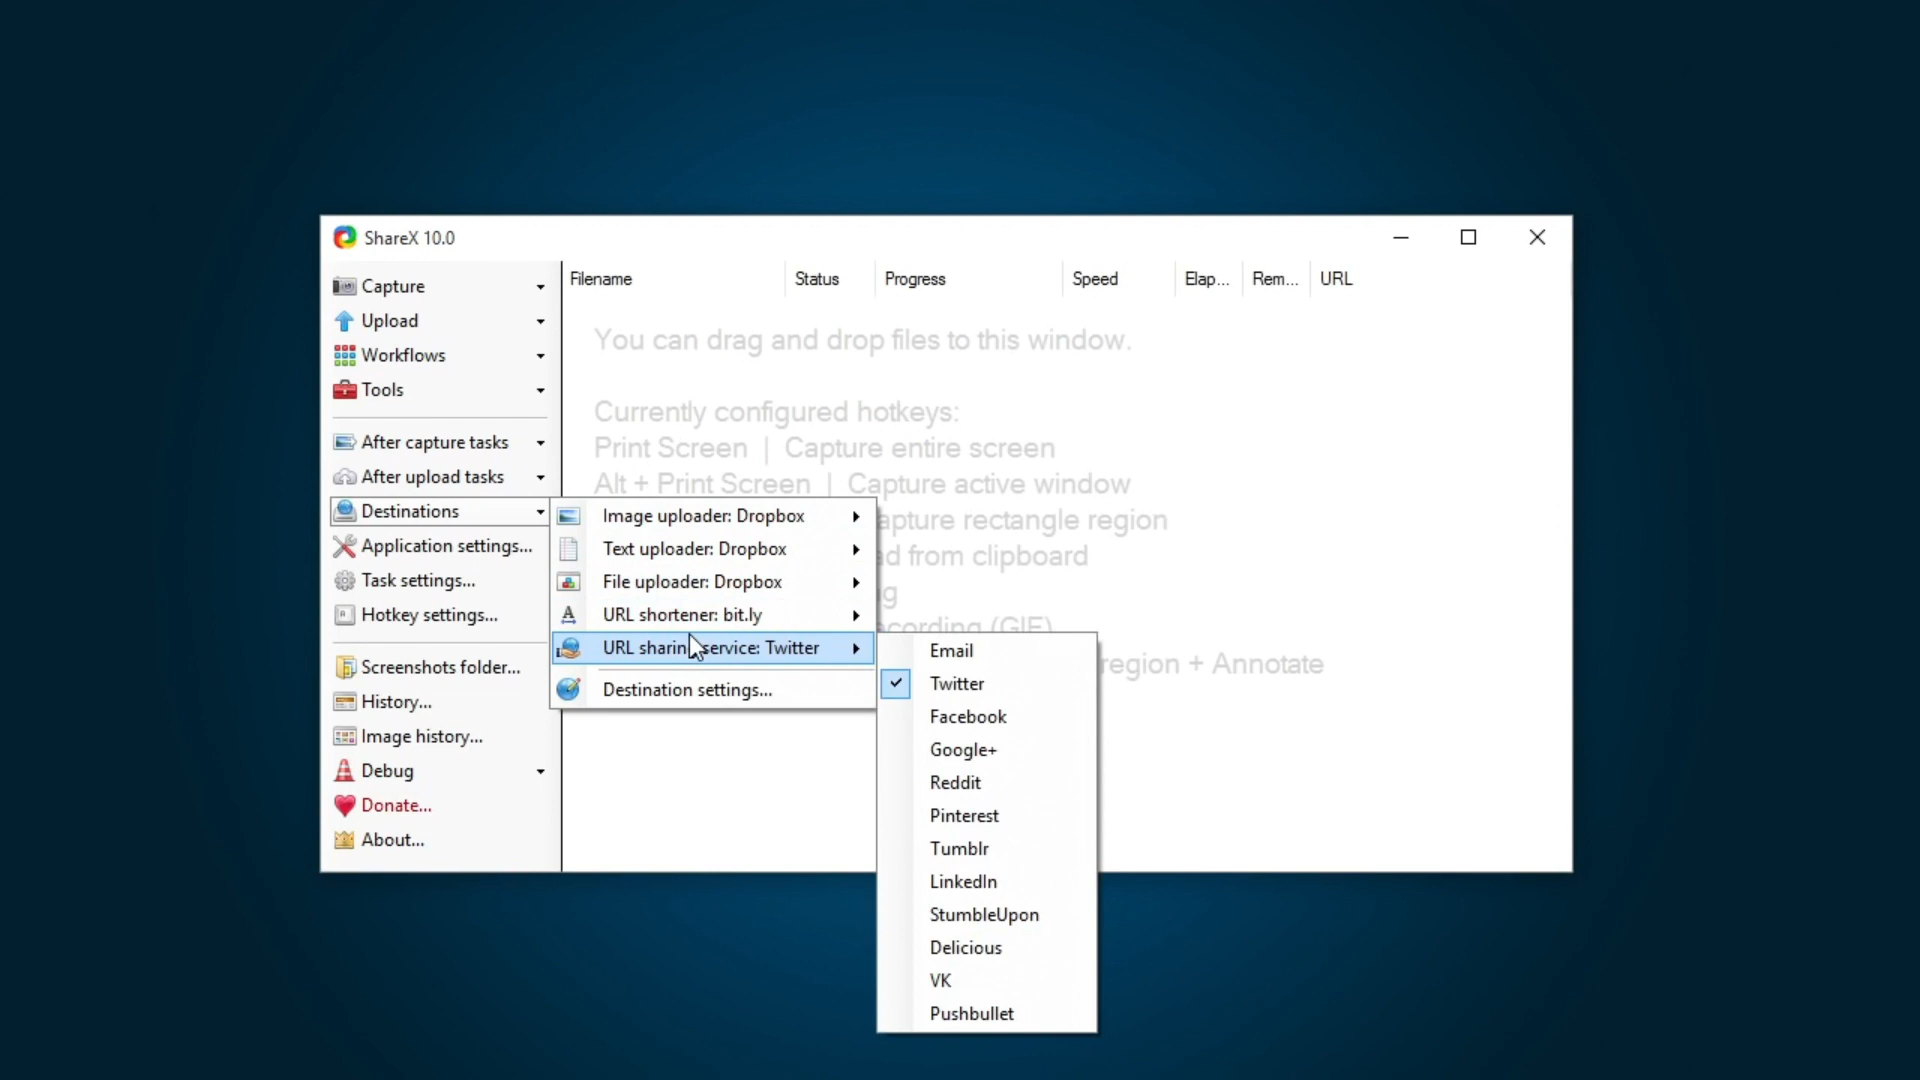 ShareX 10.0
Capture
Upload
Workflows
Tools
After capture tasks
After upload tasks
Destinations
Application settings...
Task settings...
Hotkey settings...
Screenshots folder...
History...
Image history...
Debug
Donate...
About...
Filename Status Progress Speed Elap... Rem... URL
You can drag and drop files to this window.
Currently configured hotkeys:
Print Screen | Capture entire screen
Alt + Print Screen | Capture active window
apture rectangle region
ad from clipboard
g
ecording (GIF)
region + Annotate
Image uploader: Dropbox
Text uploader: Dropbox
File uploader: Dropbox
URL shortener: bit.ly
URL sharing service: Twitter
Destination settings...
Email
Twitter
Facebook
Google+
Reddit
Pinterest
Tumblr
LinkedIn
StumbleUpon
Delicious
VK
Pushbullet